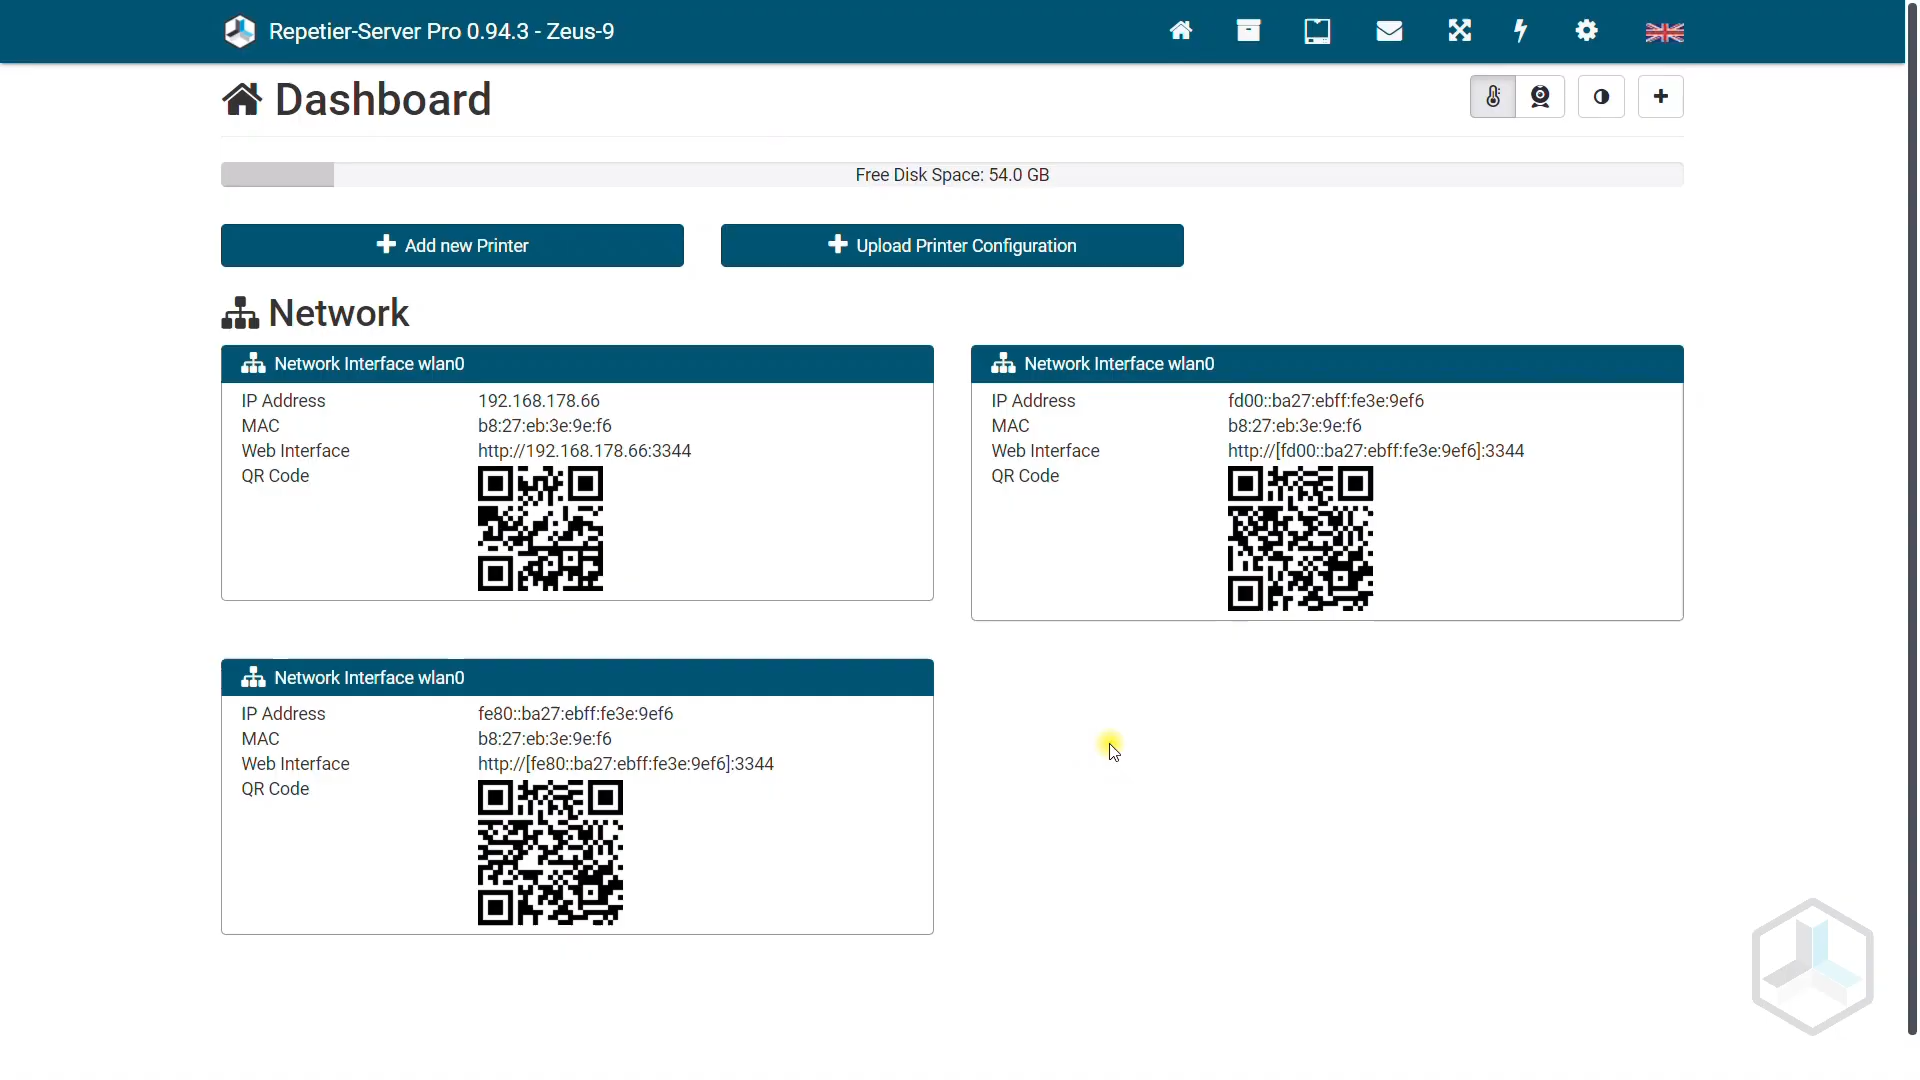 Repetier-Server Pro 0.94.3 - Zeus-9
Dashboard
Free Disk Space: 54.0 GB
Add new Printer
Upload Printer Configuration
Network
Network Interface wlan0
IP Address 192.168.178.66
MAC b8:27:eb:3e:9e:f6
Web Interface http://192.168.178.66:3344
QR Code
Network Interface wlan0
IP Address fd00::ba27:ebff:fe3e:9ef6
MAC b8:27:eb:3e:9e:f6
Web Interface http://[fd00::ba27:ebff:fe3e:9ef6]:3344
QR Code
Network Interface wlan0
IP Address fe80::ba27:ebff:fe3e:9ef6
MAC b8:27:eb:3e:9e:f6
Web Interface http://[fe80::ba27:ebff:fe3e:9ef6]:3344
QR Code